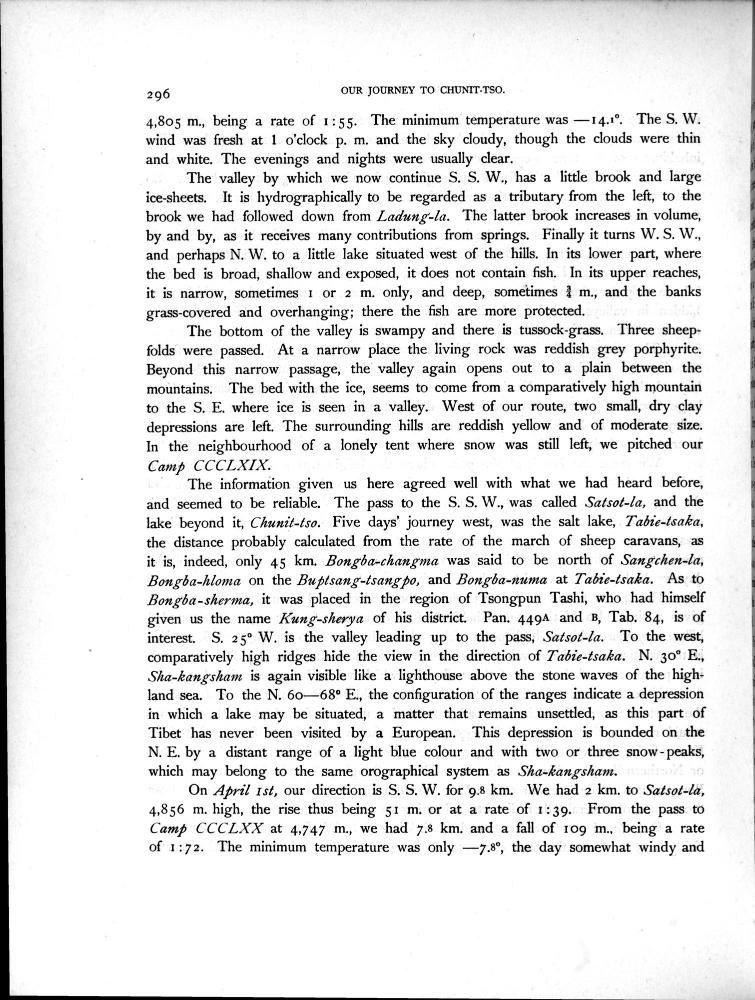 296
OUR JOURNEY TO CHUNIT-TSO.
4,805 m., being a rate of 1:55. The minimum temperature was —14.1°. The S. W.
wind was fresh at 1 o'clock p. m. and the sky cloudy, though the clouds were thin
and white. The evenings and nights were usually clear.
The valley by which we now continue S. S. W., has a little brook and large
ice-sheets. It is hydrographically to be regarded as a tributary from the left, to the
brook we had followed down from Ladung-la. The latter brook increases in volume,
by and by, as it receives many contributions from springs. Finally it turns W. S. W.,
and perhaps N. W. to a little lake situated west of the hills. In its lower part, where
the bed is broad, shallow and exposed, it does not contain fish. In its upper reaches,
it is narrow, sometimes 1 or 2 m. only, and deep, sometimes ¾ m., and the banks
grass-covered and overhanging; there the fish are more protected.
The bottom of the valley is swampy and there is tussock-grass. Three sheep-
folds were passed. At a narrow place the living rock was reddish grey porphyrite.
Beyond this narrow passage, the valley again opens out to a plain between the
mountains. The bed with the ice, seems to come from a comparatively high mountain
to the S. E. where ice is seen in a valley. West of our route, two small, dry clay
depressions are left. The surrounding hills are reddish yellow and of moderate size.
In the neighbourhood of a lonely tent where snow was still left, we pitched our
Camp CCCLXIX.
The information given us here agreed well with what we had heard before,
and seemed to be reliable. The pass to the S. S. W., was called Satsot-la, and the
lake beyond it, Chunit-tso. Five days' journey west, was the salt lake, Tabie-tsaka,
the distance probably calculated from the rate of the march of sheep caravans, as
it is, indeed, only 45 km. Bongba-changma was said to be north of Sangchen-la,
Bongba-hloma on the Buptsang-tsangpo, and Bongba-numa at Tabie-tsaka. As to
Bongba-sherma, it was placed in the region of Tsongpun Tashi, who had himself
given us the name Kung-sherya of his district. Pan. 449A and B, Tab. 84, is of
interest. S. 25° W. is the valley leading up to the pass, Satsot-la. To the west,
comparatively high ridges hide the view in the direction of Tabie-tsaka. N. 30° E.,
Sha-kangsham is again visible like a lighthouse above the stone waves of the high-
land sea. To the N. 60—68° E., the configuration of the ranges indicate a depression
in which a lake may be situated, a matter that remains unsettled, as this part of
Tibet has never been visited by a European. This depression is bounded on the
N. E. by a distant range of a light blue colour and with two or three snow-peaks,
which may belong to the same orographical system as Sha-kangsham.
On April 1st, our direction is S. S. W. for 9.8 km. We had 2 km. to Satsot-la,
4,856 m. high, the rise thus being 51 m. or at a rate of 1:39. From the pass to
Camp CCCLXX at 4,747 m., we had 7.8 km. and a fall of 109 m., being a rate
of 1:72. The minimum temperature was only —7.8°, the day somewhat windy and